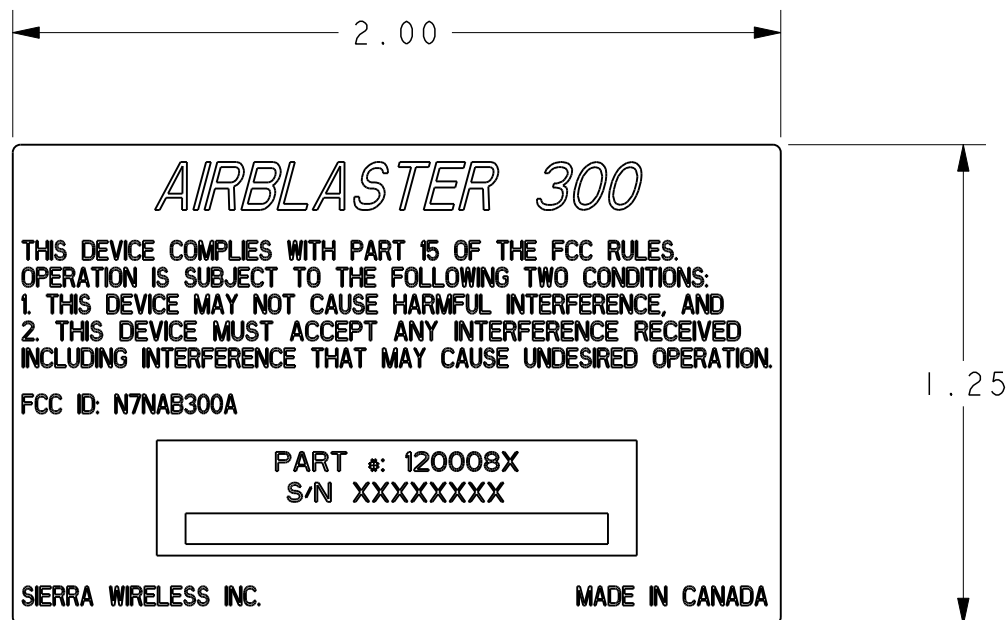 2.00
AIRBLASTER 300
THIS DEVICE COMPLIES WITH PART 15 OF THE FCC RULES.
OPERATION IS SUBJECT TO THE FOLLOWING TWO CONDITIONS:
1. THIS DEVICE MAY NOT CAUSE HARMFUL INTERFERENCE, AND
2. THIS DEVICE MUST ACCEPT ANY INTERFERENCE RECEIVED
INCLUDING INTERFERENCE THAT MAY CAUSE UNDESIRED OPERATION.
1.25
FCC ID: N7NAB300A
PART #: 120008X
S/N XXXXXXXX
SIERRA WIRELESS INC. MADE IN CANADA